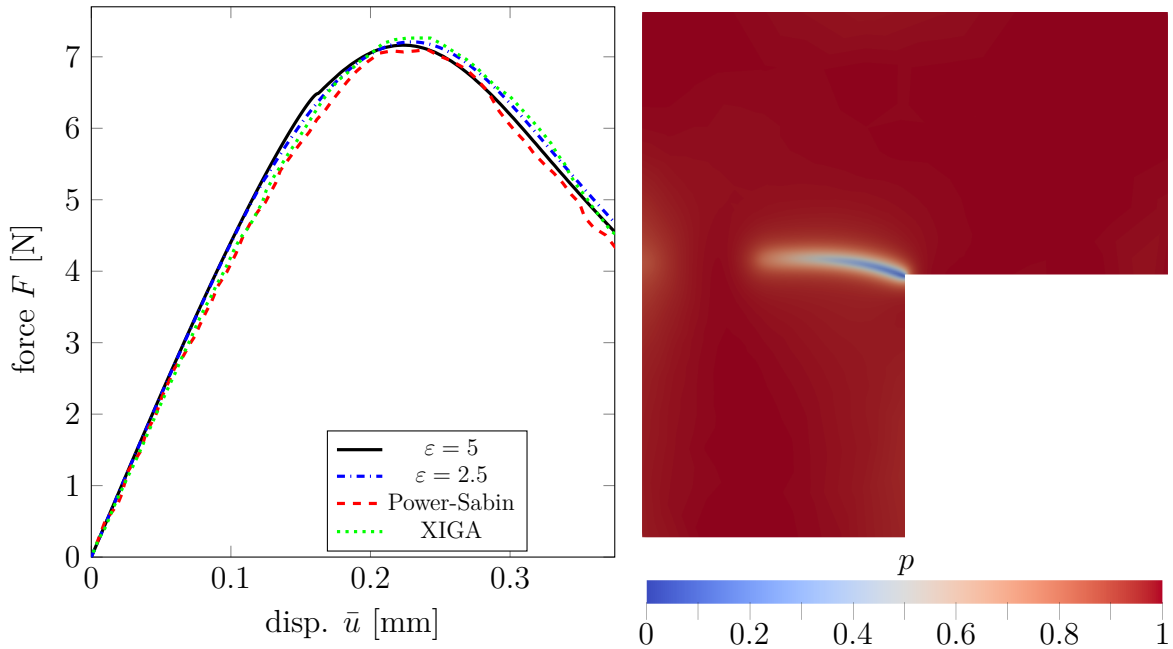 7
6
5
4
3
2
1
0
force F [N]
0 0.1 0.2 0.3
disp. ū [mm]
ε = 5
ε = 2.5
Power-Sabin
XIGA
p
0 0.2 0.4 0.6 0.8 1